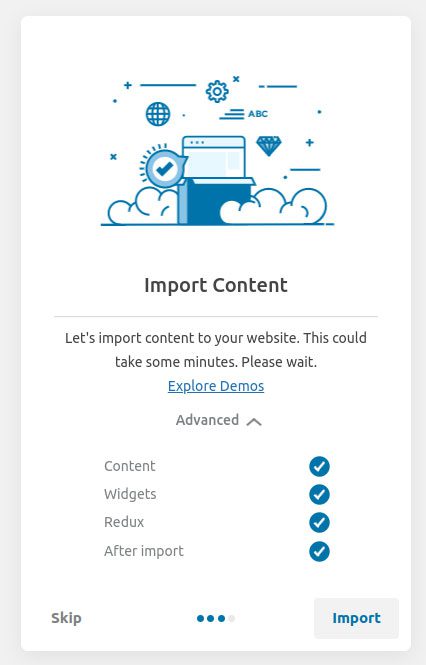 ABC
Import Content
Let's import content to your website. This could
take some minutes. Please wait.
Explore Demos
Advanced
Content
Widgets
Redux
After import
Skip
Import